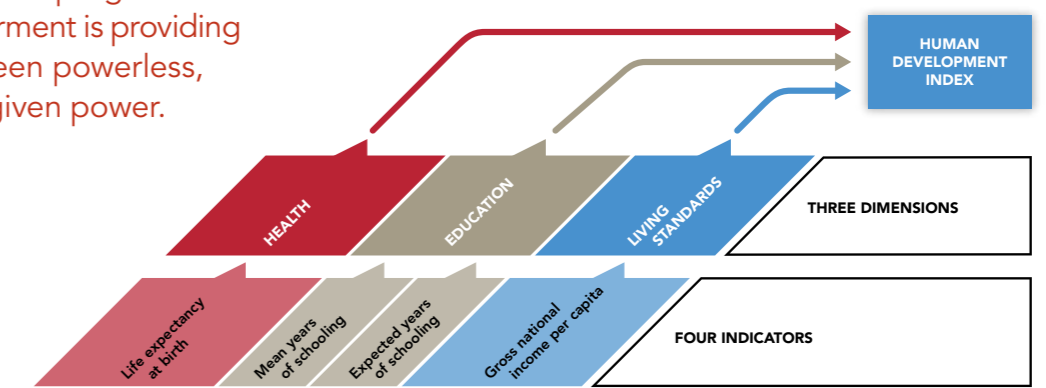 rment is providing
een powerless,
given power.
HUMAN
DEVELOPMENT
INDEX
HEALTH
EDUCATION
LIVING
STANDARDS
THREE DIMENSIONS
Life expectancy
at birth
Mean years
of schooling
Expected years
of schooling
Gross national
income per capita
FOUR INDICATORS